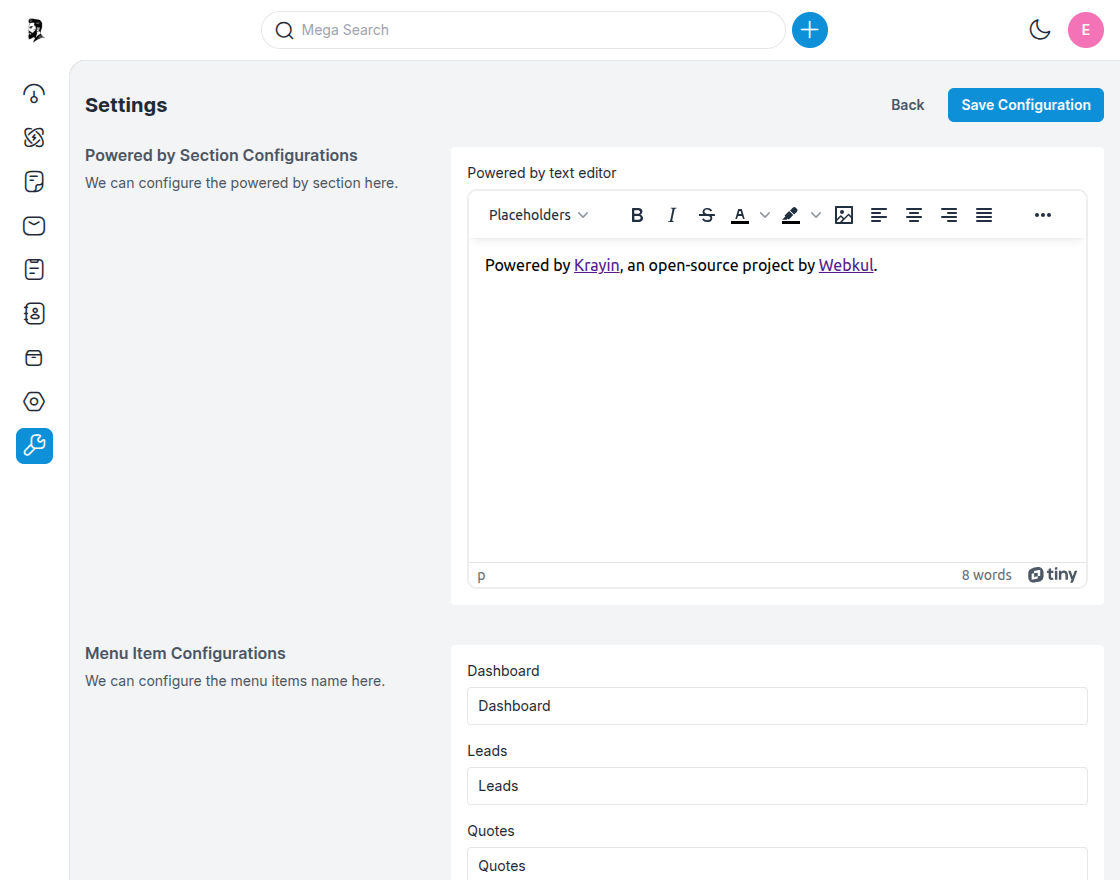 Mega Search
E
Settings
Back
Save Configuration
Powered by Section Configurations
We can configure the powered by section here.
Powered by text editor
Placeholders
B I S A
Powered by Krayin, an open-source project by Webkul.
p
8 words
tiny
Menu Item Configurations
We can configure the menu items name here.
Dashboard
Dashboard
Leads
Leads
Quotes
Quotes